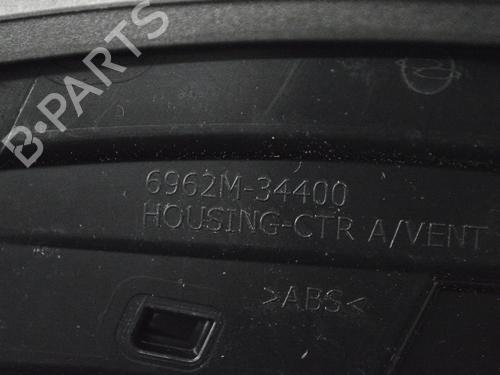 B-PARTS
6962M-34400
HOUSING-CTR A/VENT
>ABS<